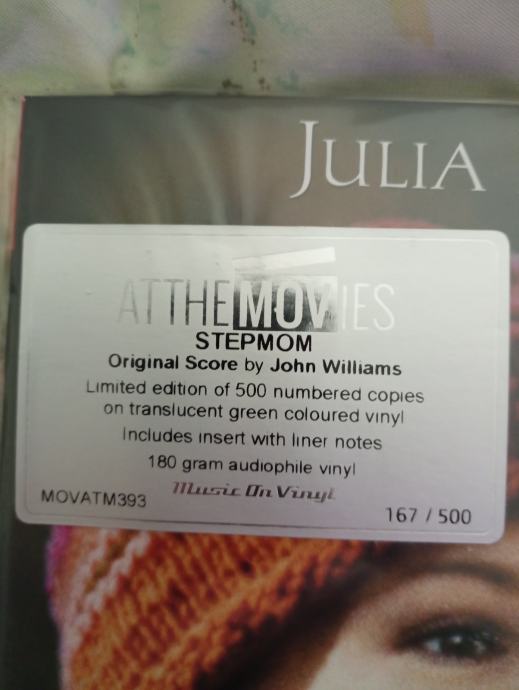 JULIA
ATTHEMOVIES
STEPMOM
Original Score by John Williams
Limited edition of 500 numbered copies
on translucent green coloured vinyl
Includes insert with liner notes
180 gram audiophile vinyl
Music On Vinyl
MOVATM393
167 / 500